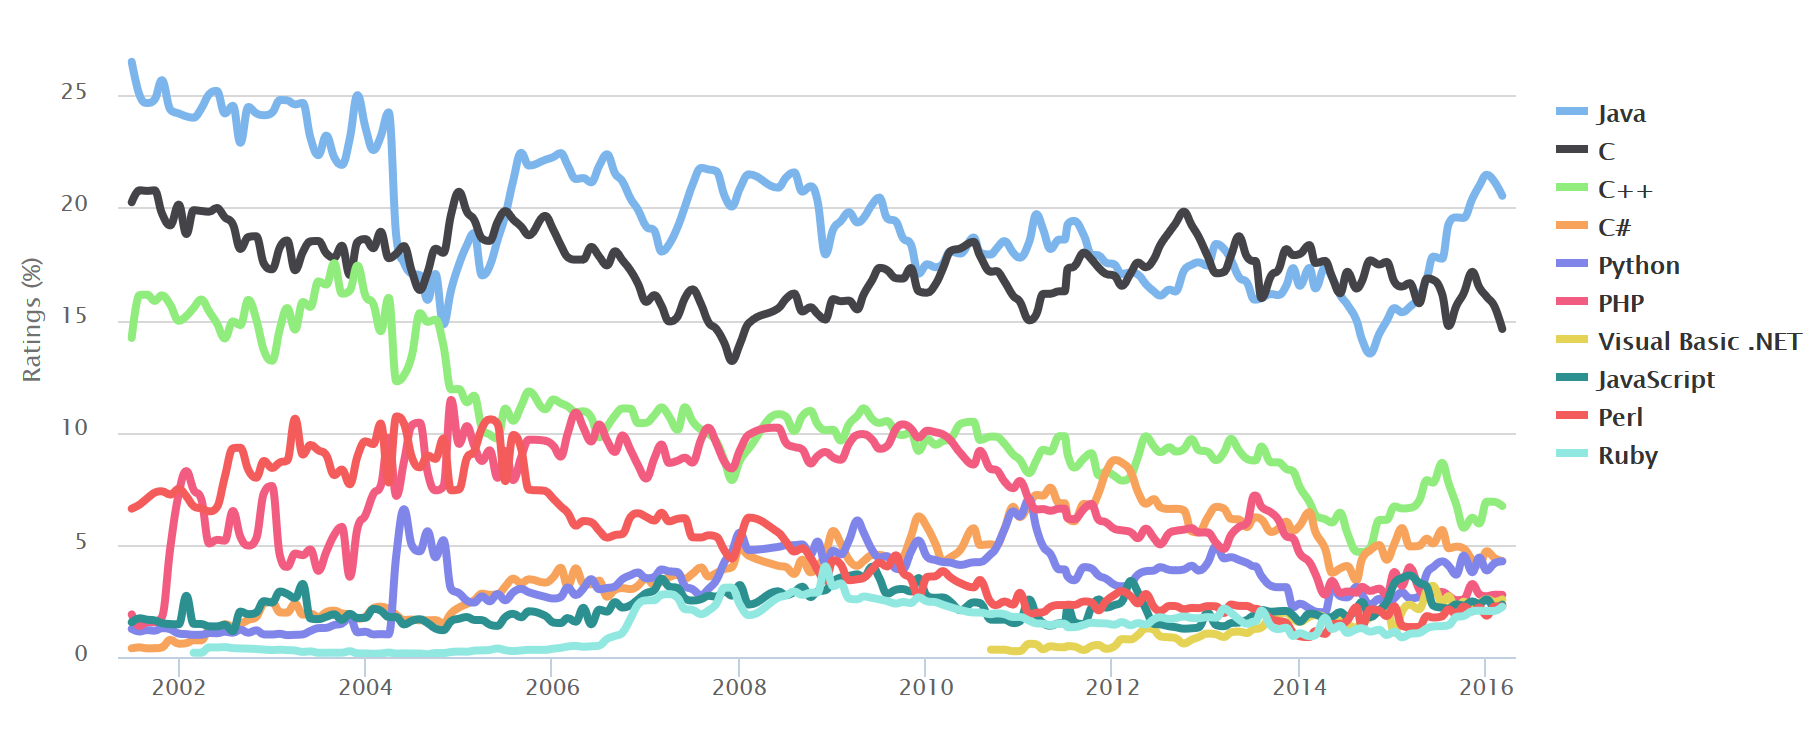 25
20
15
10
5
0
Ratings (%)
2002 2004 2006 2008 2010 2012 2014 2016
Java
C
C++
C#
Python
PHP
Visual Basic .NET
JavaScript
Perl
Ruby